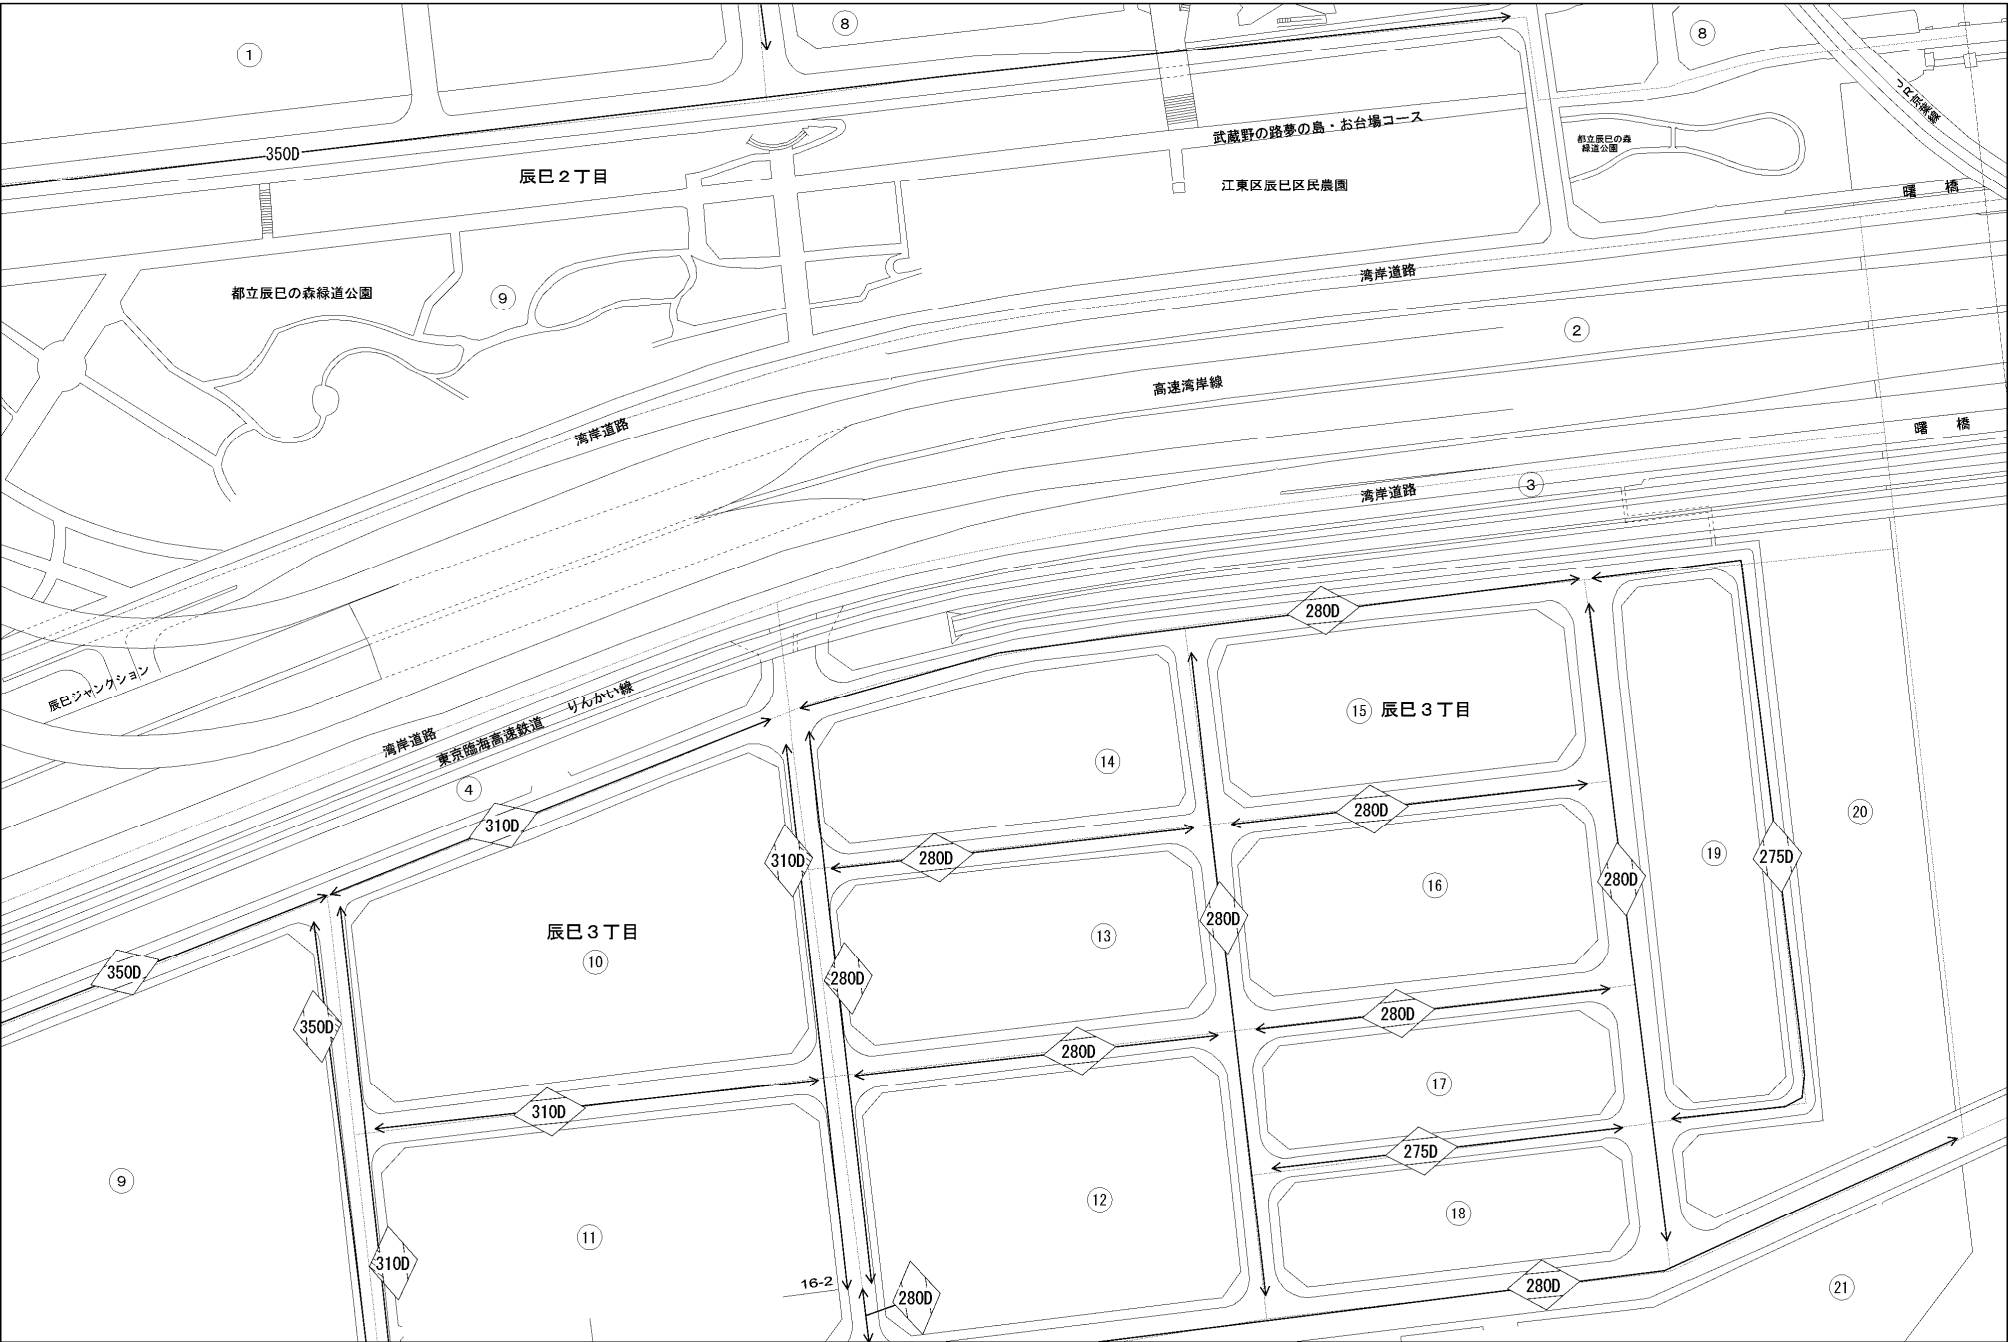 ①
⑧
⑧
JR京葉線
350D
武蔵野の路夢の島・お台場コース
都立辰巳の森
緑道公園
辰巳２丁目
江東区辰巳区民農園
曙　橋
湾岸道路
都立辰巳の森緑道公園
⑨
②
高速湾岸線
湾岸道路
曙　橋
③
湾岸道路
280D
辰巳ジャンクション
りんかい線
⑮ 辰巳３丁目
湾岸道路
東京臨海高速鉄道
⑭
④
280D
310D
⑳
310D
280D
⑲
275D
280D
⑯
280D
辰巳３丁目
⑬
⑩
350D
280D
350D
280D
280D
310D
⑰
275D
⑨
⑫
⑱
⑪
310D
16-2
280D
280D
㉑